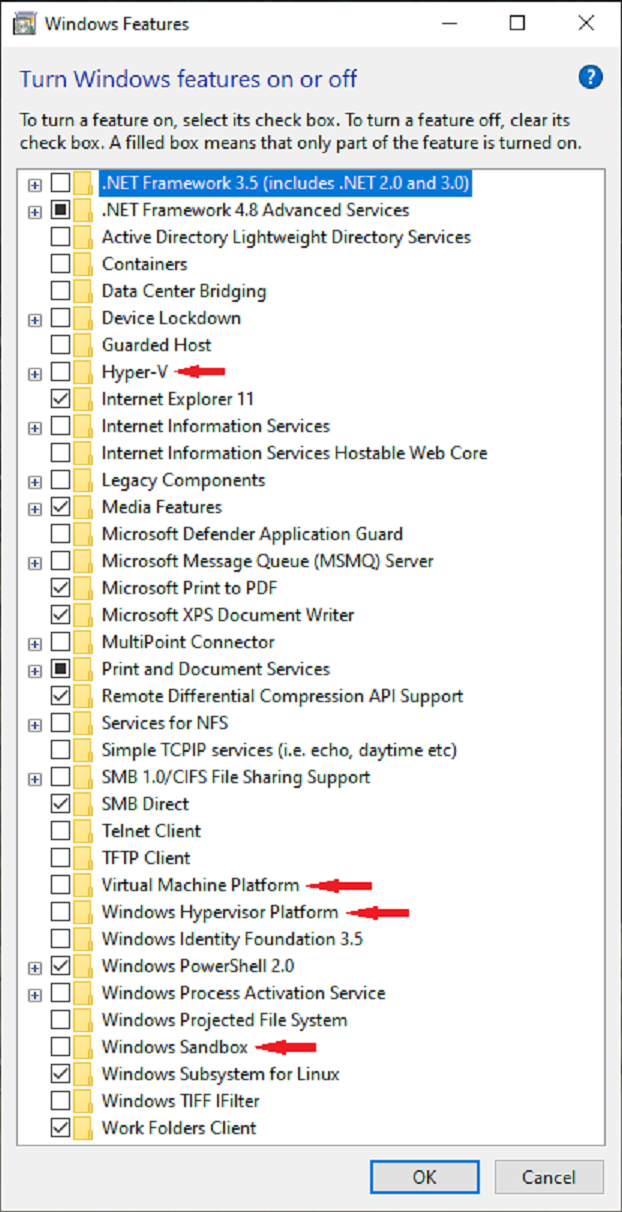 Windows Features
Turn Windows features on or off
?
To turn a feature on, select its check box. To turn a feature off, clear its
check box. A filled box means that only part of the feature is turned on.
.NET Framework 3.5 (includes .NET 2.0 and 3.0)
.NET Framework 4.8 Advanced Services
Active Directory Lightweight Directory Services
Containers
Data Center Bridging
Device Lockdown
Guarded Host
Hyper-V
Internet Explorer 11
Internet Information Services
Internet Information Services Hostable Web Core
Legacy Components
Media Features
Microsoft Defender Application Guard
Microsoft Message Queue (MSMQ) Server
Microsoft Print to PDF
Microsoft XPS Document Writer
MultiPoint Connector
Print and Document Services
Remote Differential Compression API Support
Services for NFS
Simple TCPIP services (i.e. echo, daytime etc)
SMB 1.0/CIFS File Sharing Support
SMB Direct
Telnet Client
TFTP Client
Virtual Machine Platform
Windows Hypervisor Platform
Windows Identity Foundation 3.5
Windows PowerShell 2.0
Windows Process Activation Service
Windows Projected File System
Windows Sandbox
Windows Subsystem for Linux
Windows TIFF IFilter
Work Folders Client
OK
Cancel